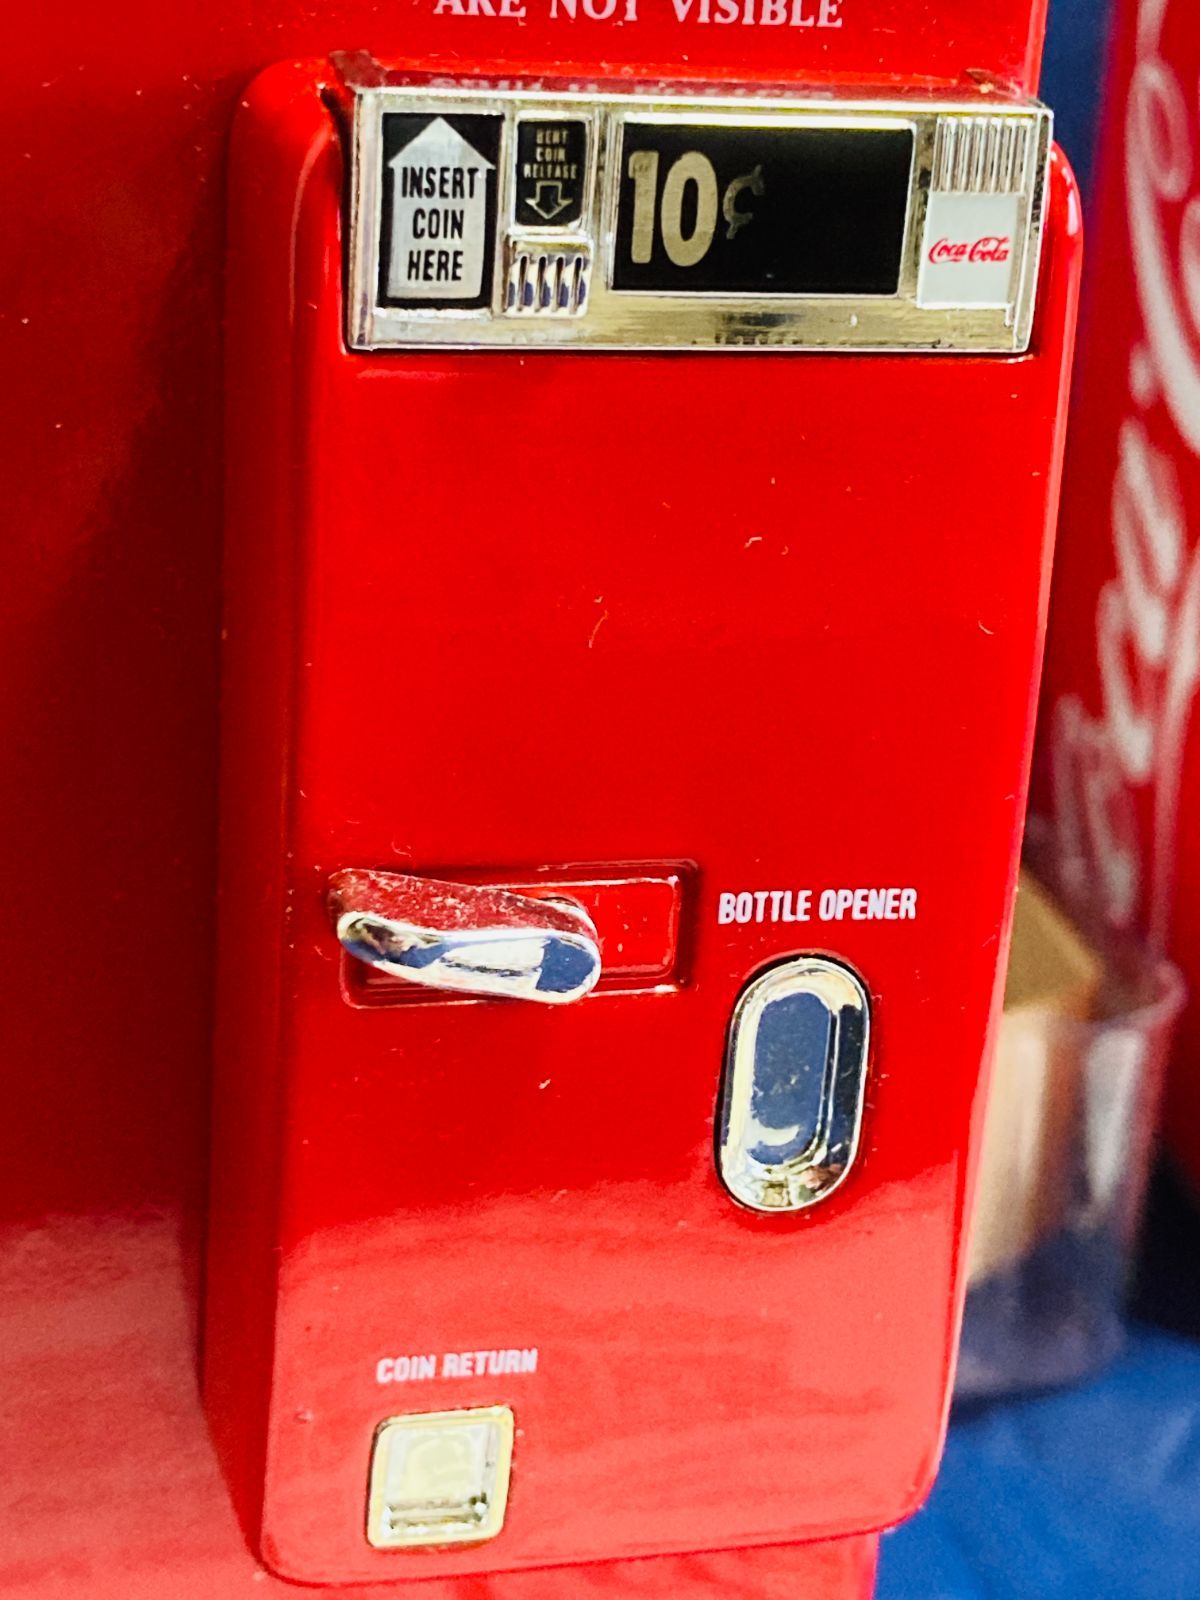 ARE NOT VISIBLE
INSERT
COIN
HERE
BENT
COIN
RELEASE
10¢
Coca-Cola
BOTTLE OPENER
COIN RETURN